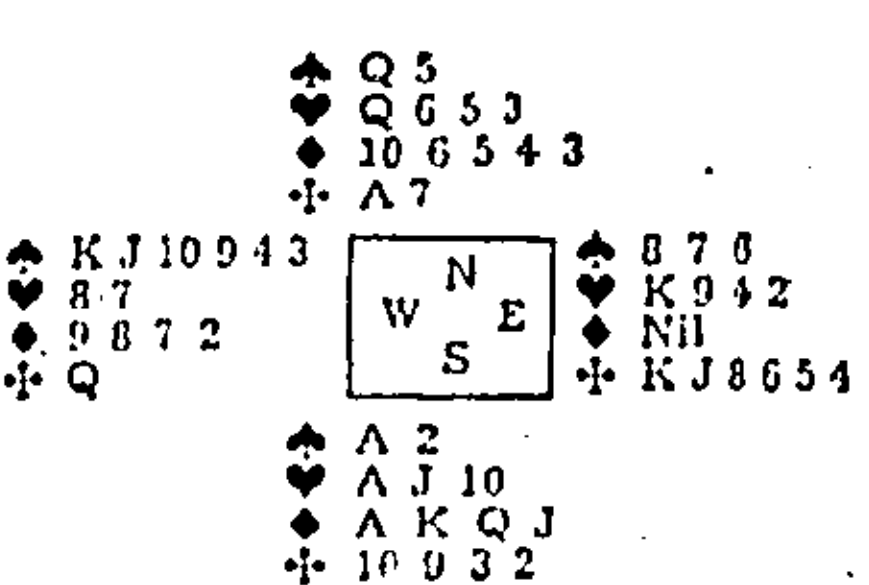 ♠ Q 5
♥ Q 6 5 3
♦ 10 6 5 4 3
♣ A 7
♠ K J 10 9 4 3
♥ 8 7
♦ 9 8 7 2
♣ Q
N
W E
S
♠ 8 7 6
♥ K 9 4 2
♦ Nil
♣ K J 8 6 5 4
♠ A 2
♥ A J 10
♦ A K Q J
♣ 10 9 3 2